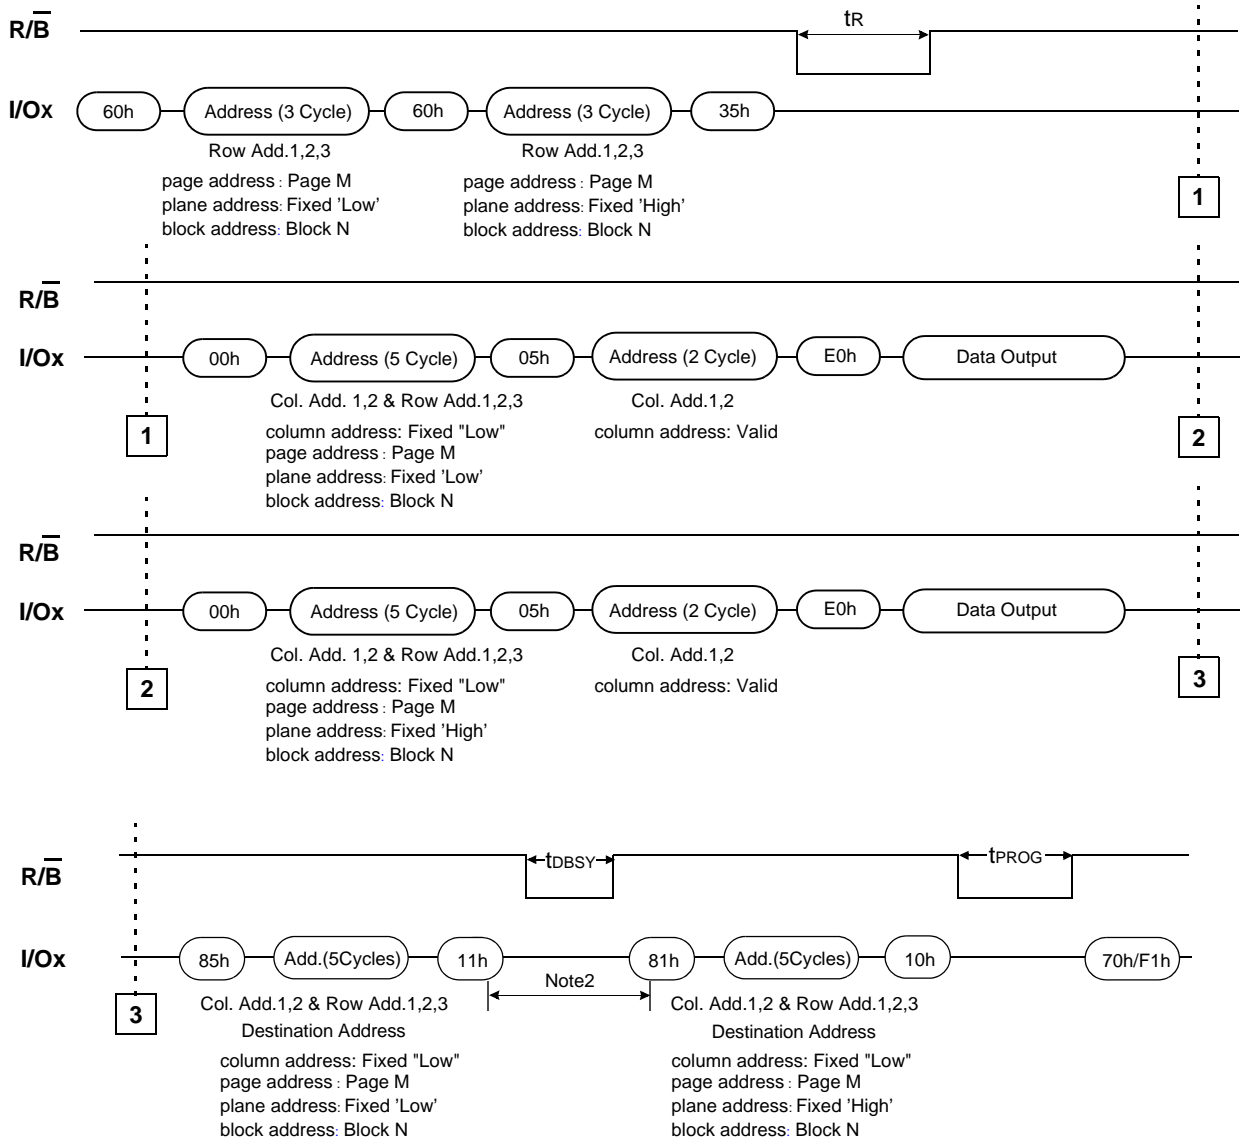 R/B tR
I/Ox 60h Address (3 Cycle) 60h Address (3 Cycle) 35h
Row Add.1,2,3 Row Add.1,2,3
page address : Page M page address : Page M
plane address: Fixed 'Low' plane address: Fixed 'High'
block address: Block N block address: Block N
1
R/B
I/Ox 00h Address (5 Cycle) 05h Address (2 Cycle) E0h Data Output
Col. Add. 1,2 & Row Add.1,2,3 Col. Add.1,2
column address: Fixed "Low" column address: Valid
page address : Page M
plane address: Fixed 'Low'
block address: Block N
1 2
R/B
I/Ox 00h Address (5 Cycle) 05h Address (2 Cycle) E0h Data Output
Col. Add. 1,2 & Row Add.1,2,3 Col. Add.1,2
column address: Fixed "Low" column address: Valid
page address : Page M
plane address: Fixed 'High'
block address: Block N
2 3
R/B tDBSY tPROG
I/Ox 85h Add.(5Cycles) 11h Note2 81h Add.(5Cycles) 10h 70h/F1h
3 Col. Add.1,2 & Row Add.1,2,3 Col. Add.1,2 & Row Add.1,2,3
Destination Address Destination Address
column address: Fixed "Low" column address: Fixed "Low"
page address : Page M page address : Page M
plane address: Fixed 'Low' plane address: Fixed 'High'
block address: Block N block address: Block N